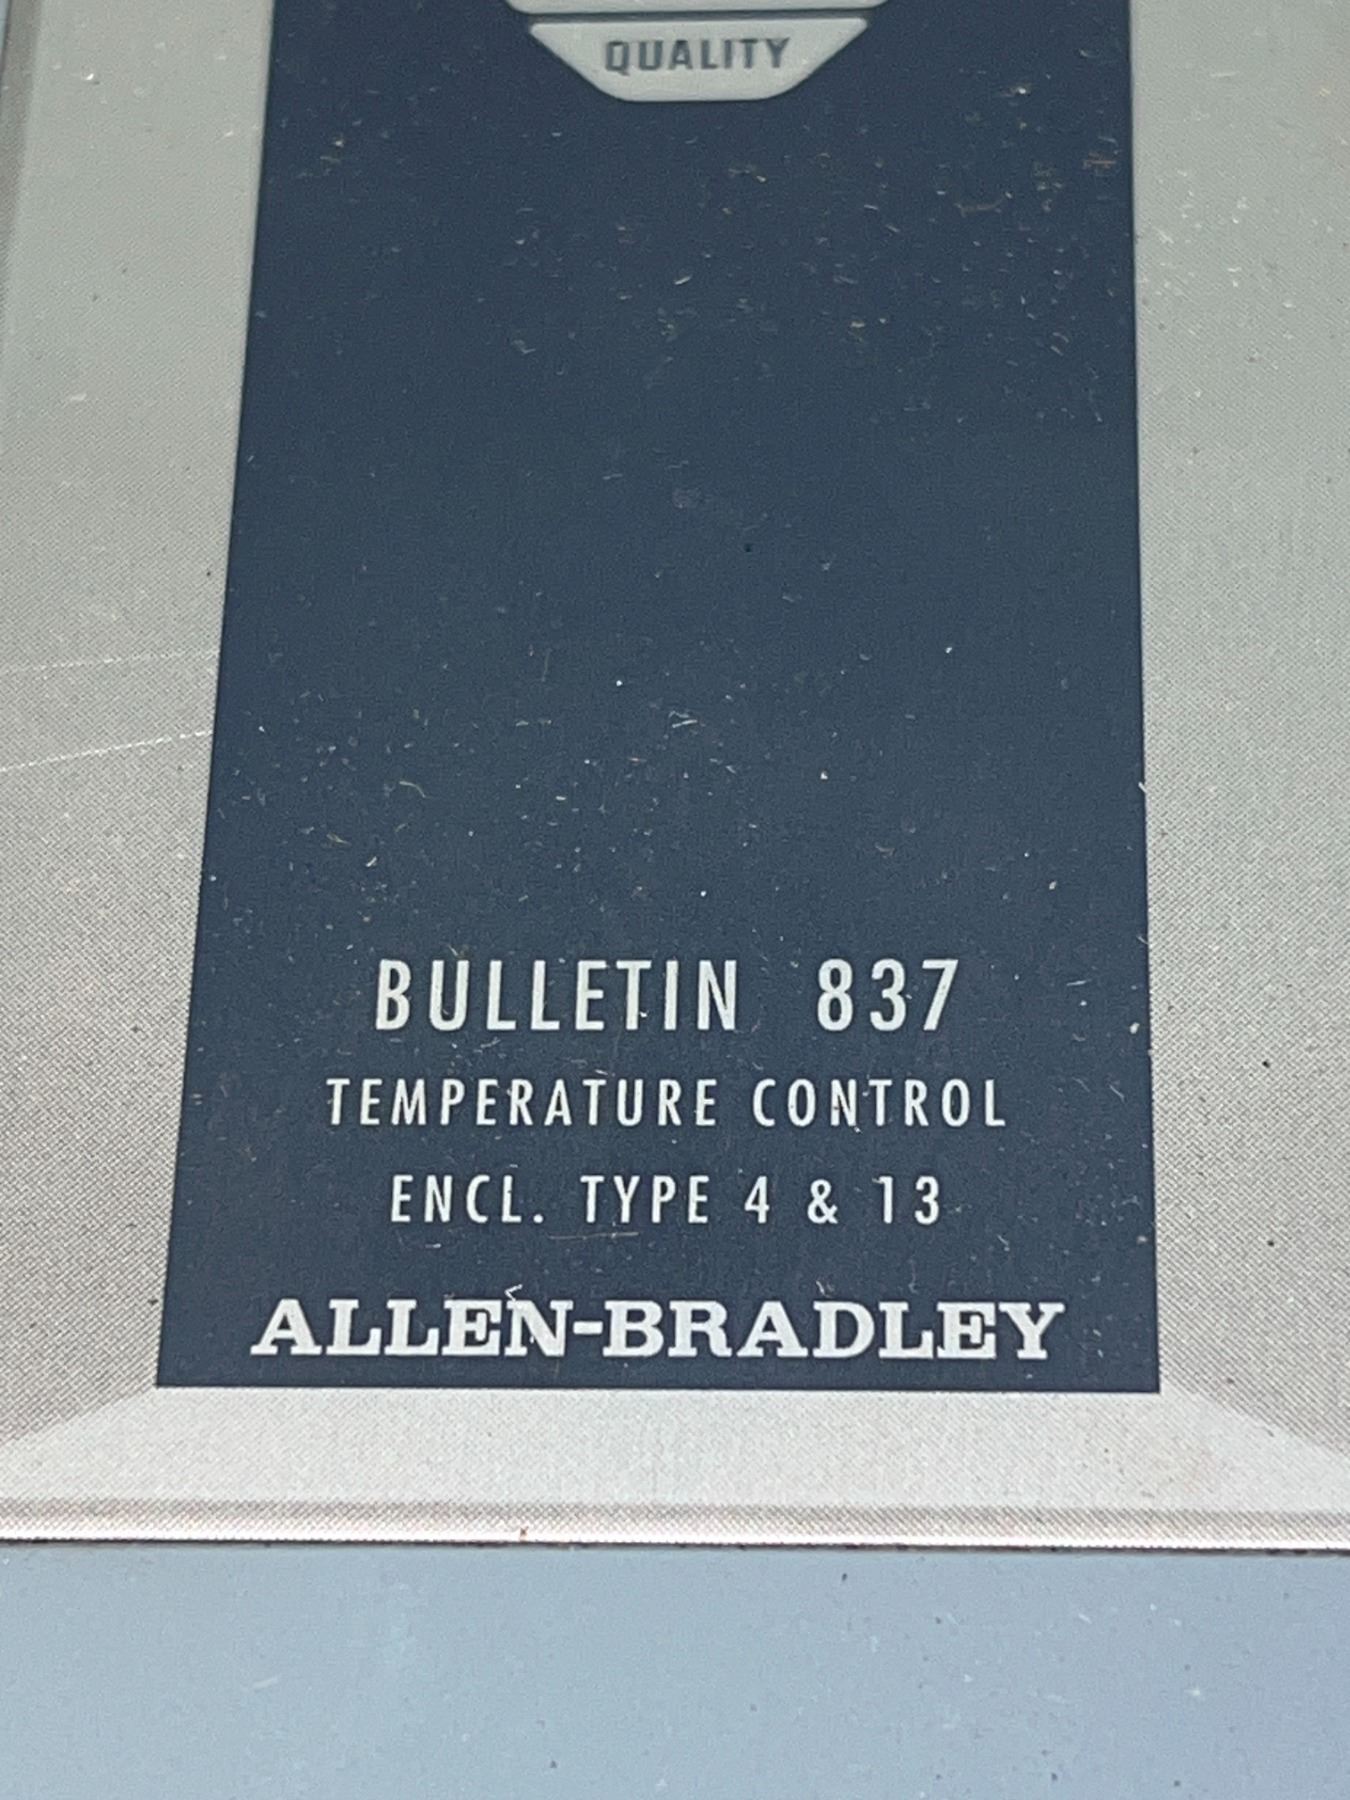 QUALITY
BULLETIN 837
TEMPERATURE CONTROL
ENCL. TYPE 4 & 13
ALLEN-BRADLEY